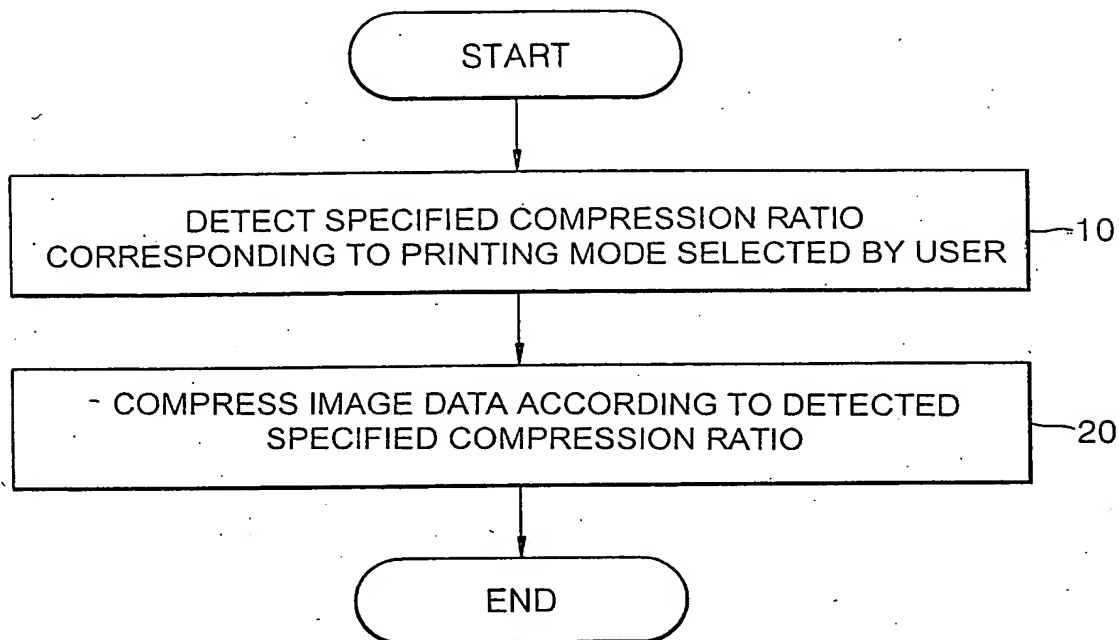 START
DETECT SPECIFIED COMPRESSION RATIO
CORRESPONDING TO PRINTING MODE SELECTED BY USER
10
COMPRESS IMAGE DATA ACCORDING TO DETECTED
SPECIFIED COMPRESSION RATIO
20
END